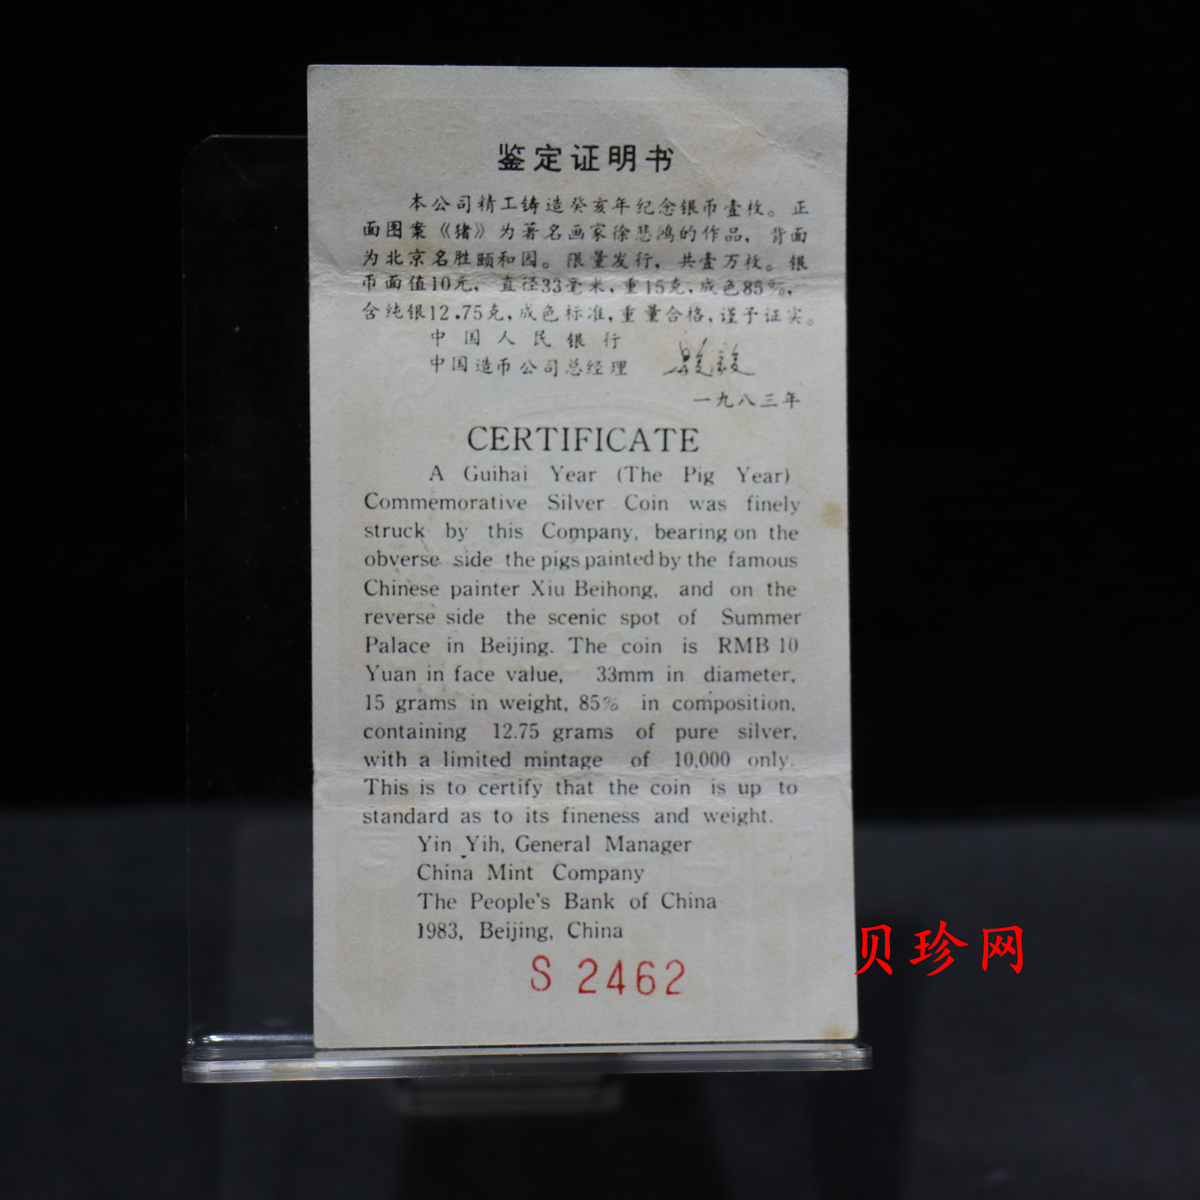 鉴定证明书
本公司精工铸造癸亥年纪念银币壹枚。正
面图案《猪》为著名画家徐悲鸿的作品，背面
为北京名胜颐和园。限量发行，共壹万枚。银
币面值10元，直径33毫米，重15克，成色85%，
含纯银12.75克，成色标准，重量合格，谨予证实。
中国人民银行
中国造币公司总经理
一九八三年
CERTIFICATE
A Guihai Year (The Pig Year)
Commemorative Silver Coin was finely
struck by this Company, bearing on the
obverse side the pigs painted by the famous
Chinese painter Xiu Beihong, and on the
reverse side the scenic spot of Summer
Palace in Beijing. The coin is RMB 10
Yuan in face value, 33mm in diameter,
15 grams in weight, 85% in composition,
containing 12.75 grams of pure silver,
with a limited mintage of 10,000 only.
This is to certify that the coin is up to
standard as to its fineness and weight.
Yin Yih, General Manager
China Mint Company
The People's Bank of China
1983, Beijing, China
S 2462
贝珍网